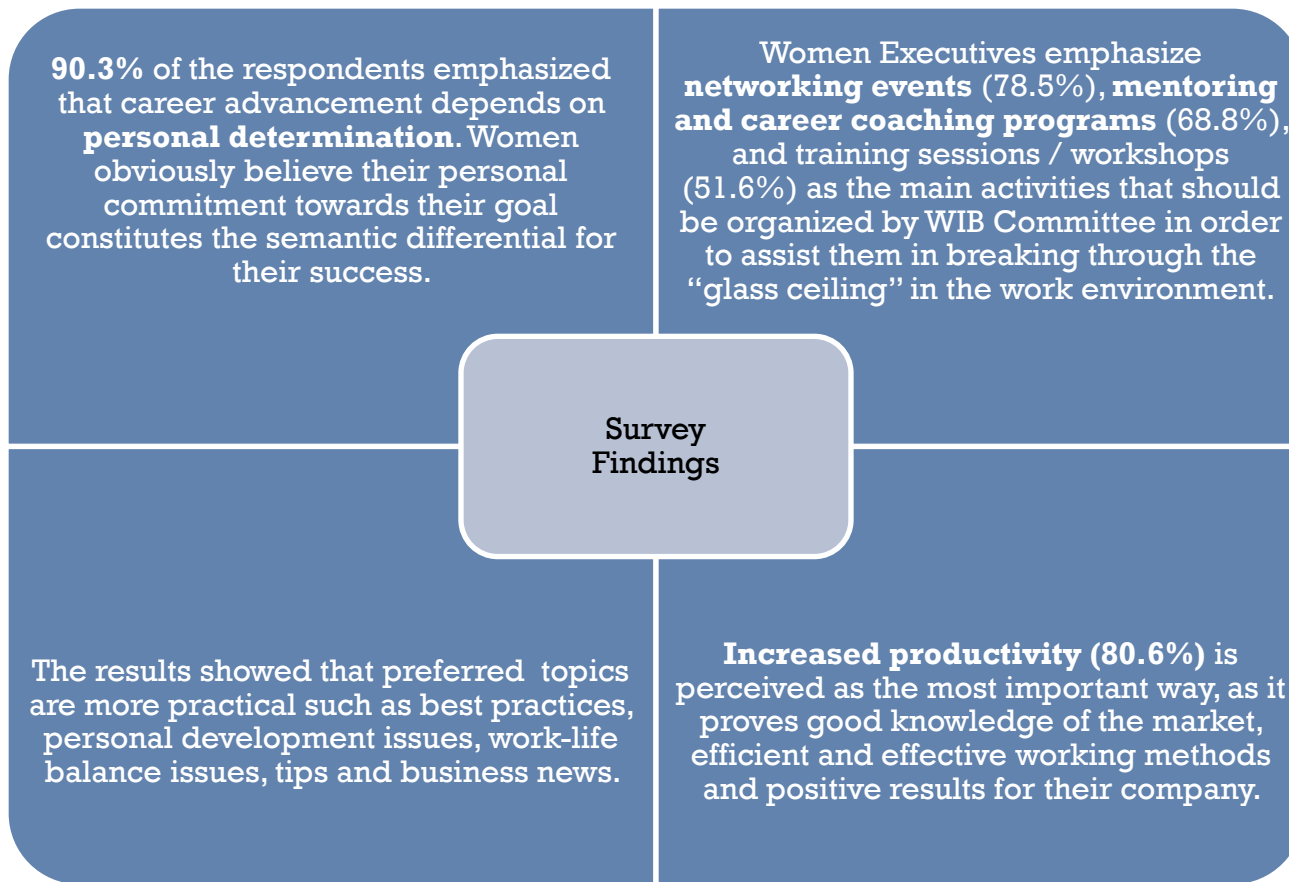 90.3% of the respondents emphasized
that career advancement depends on
personal determination. Women
obviously believe their personal
commitment towards their goal
constitutes the semantic differential for
their success.
Women Executives emphasize
networking events (78.5%), mentoring
and career coaching programs (68.8%),
and training sessions / workshops
(51.6%) as the main activities that should
be organized by WIB Committee in order
to assist them in breaking through the
“glass ceiling” in the work environment.
Survey
Findings
The results showed that preferred topics
are more practical such as best practices,
personal development issues, work-life
balance issues, tips and business news.
Increased productivity (80.6%) is
perceived as the most important way, as it
proves good knowledge of the market,
efficient and effective working methods
and positive results for their company.